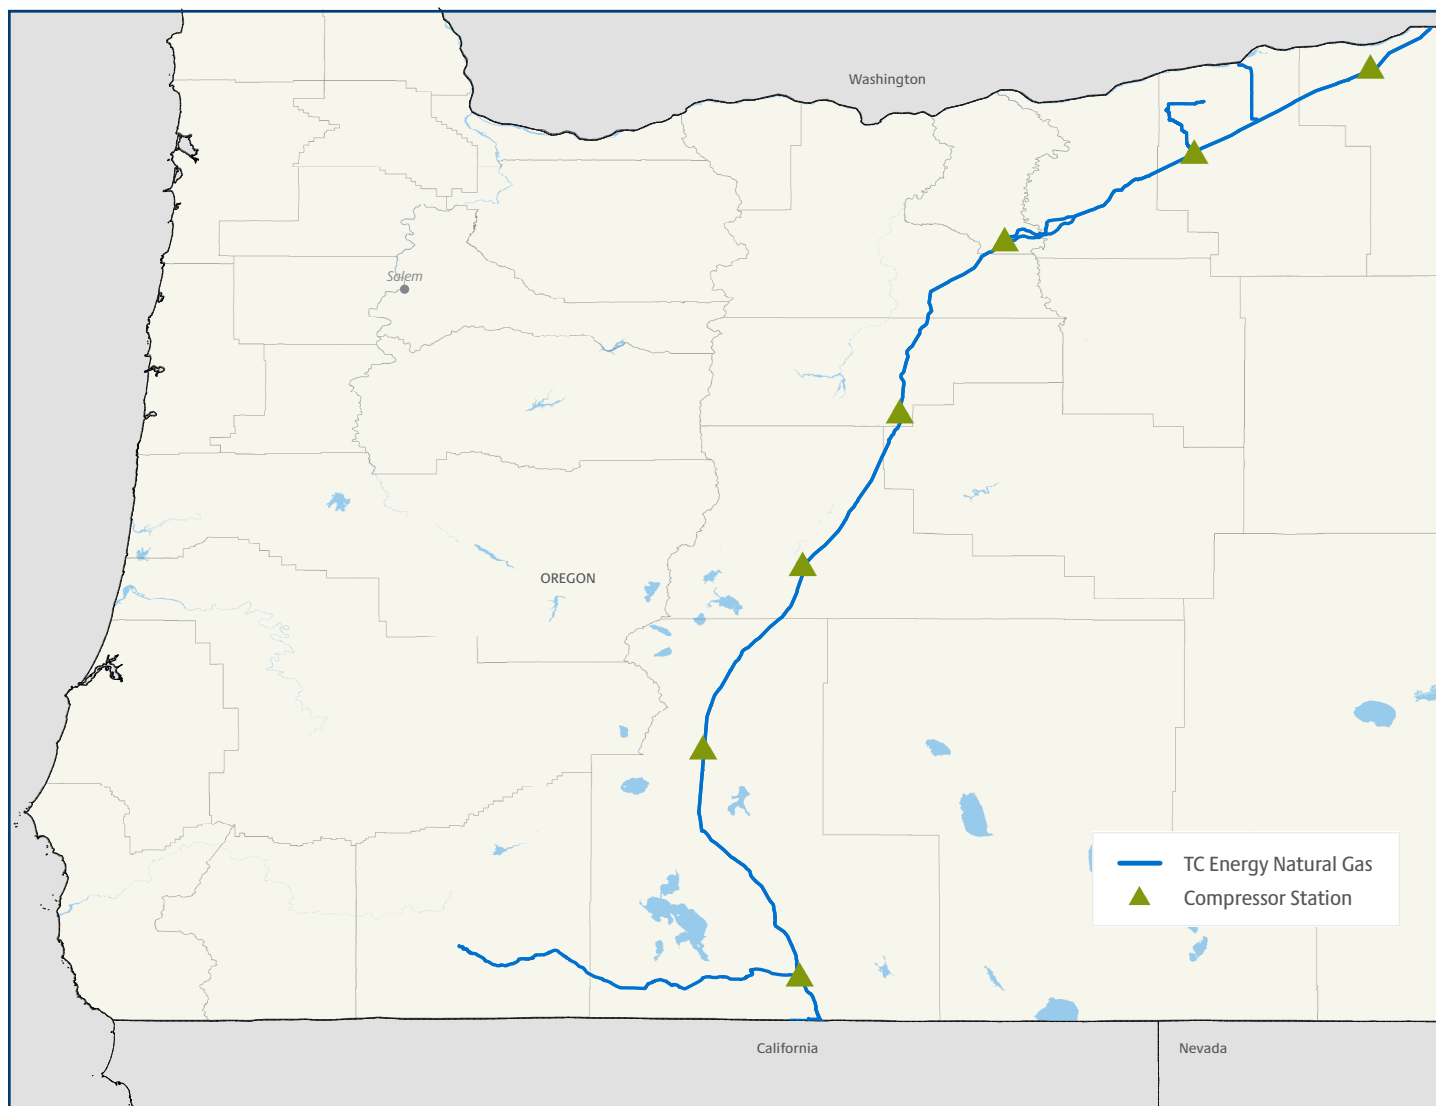 Washington
Salem
OREGON
TC Energy Natural Gas
Compressor Station
California
Nevada